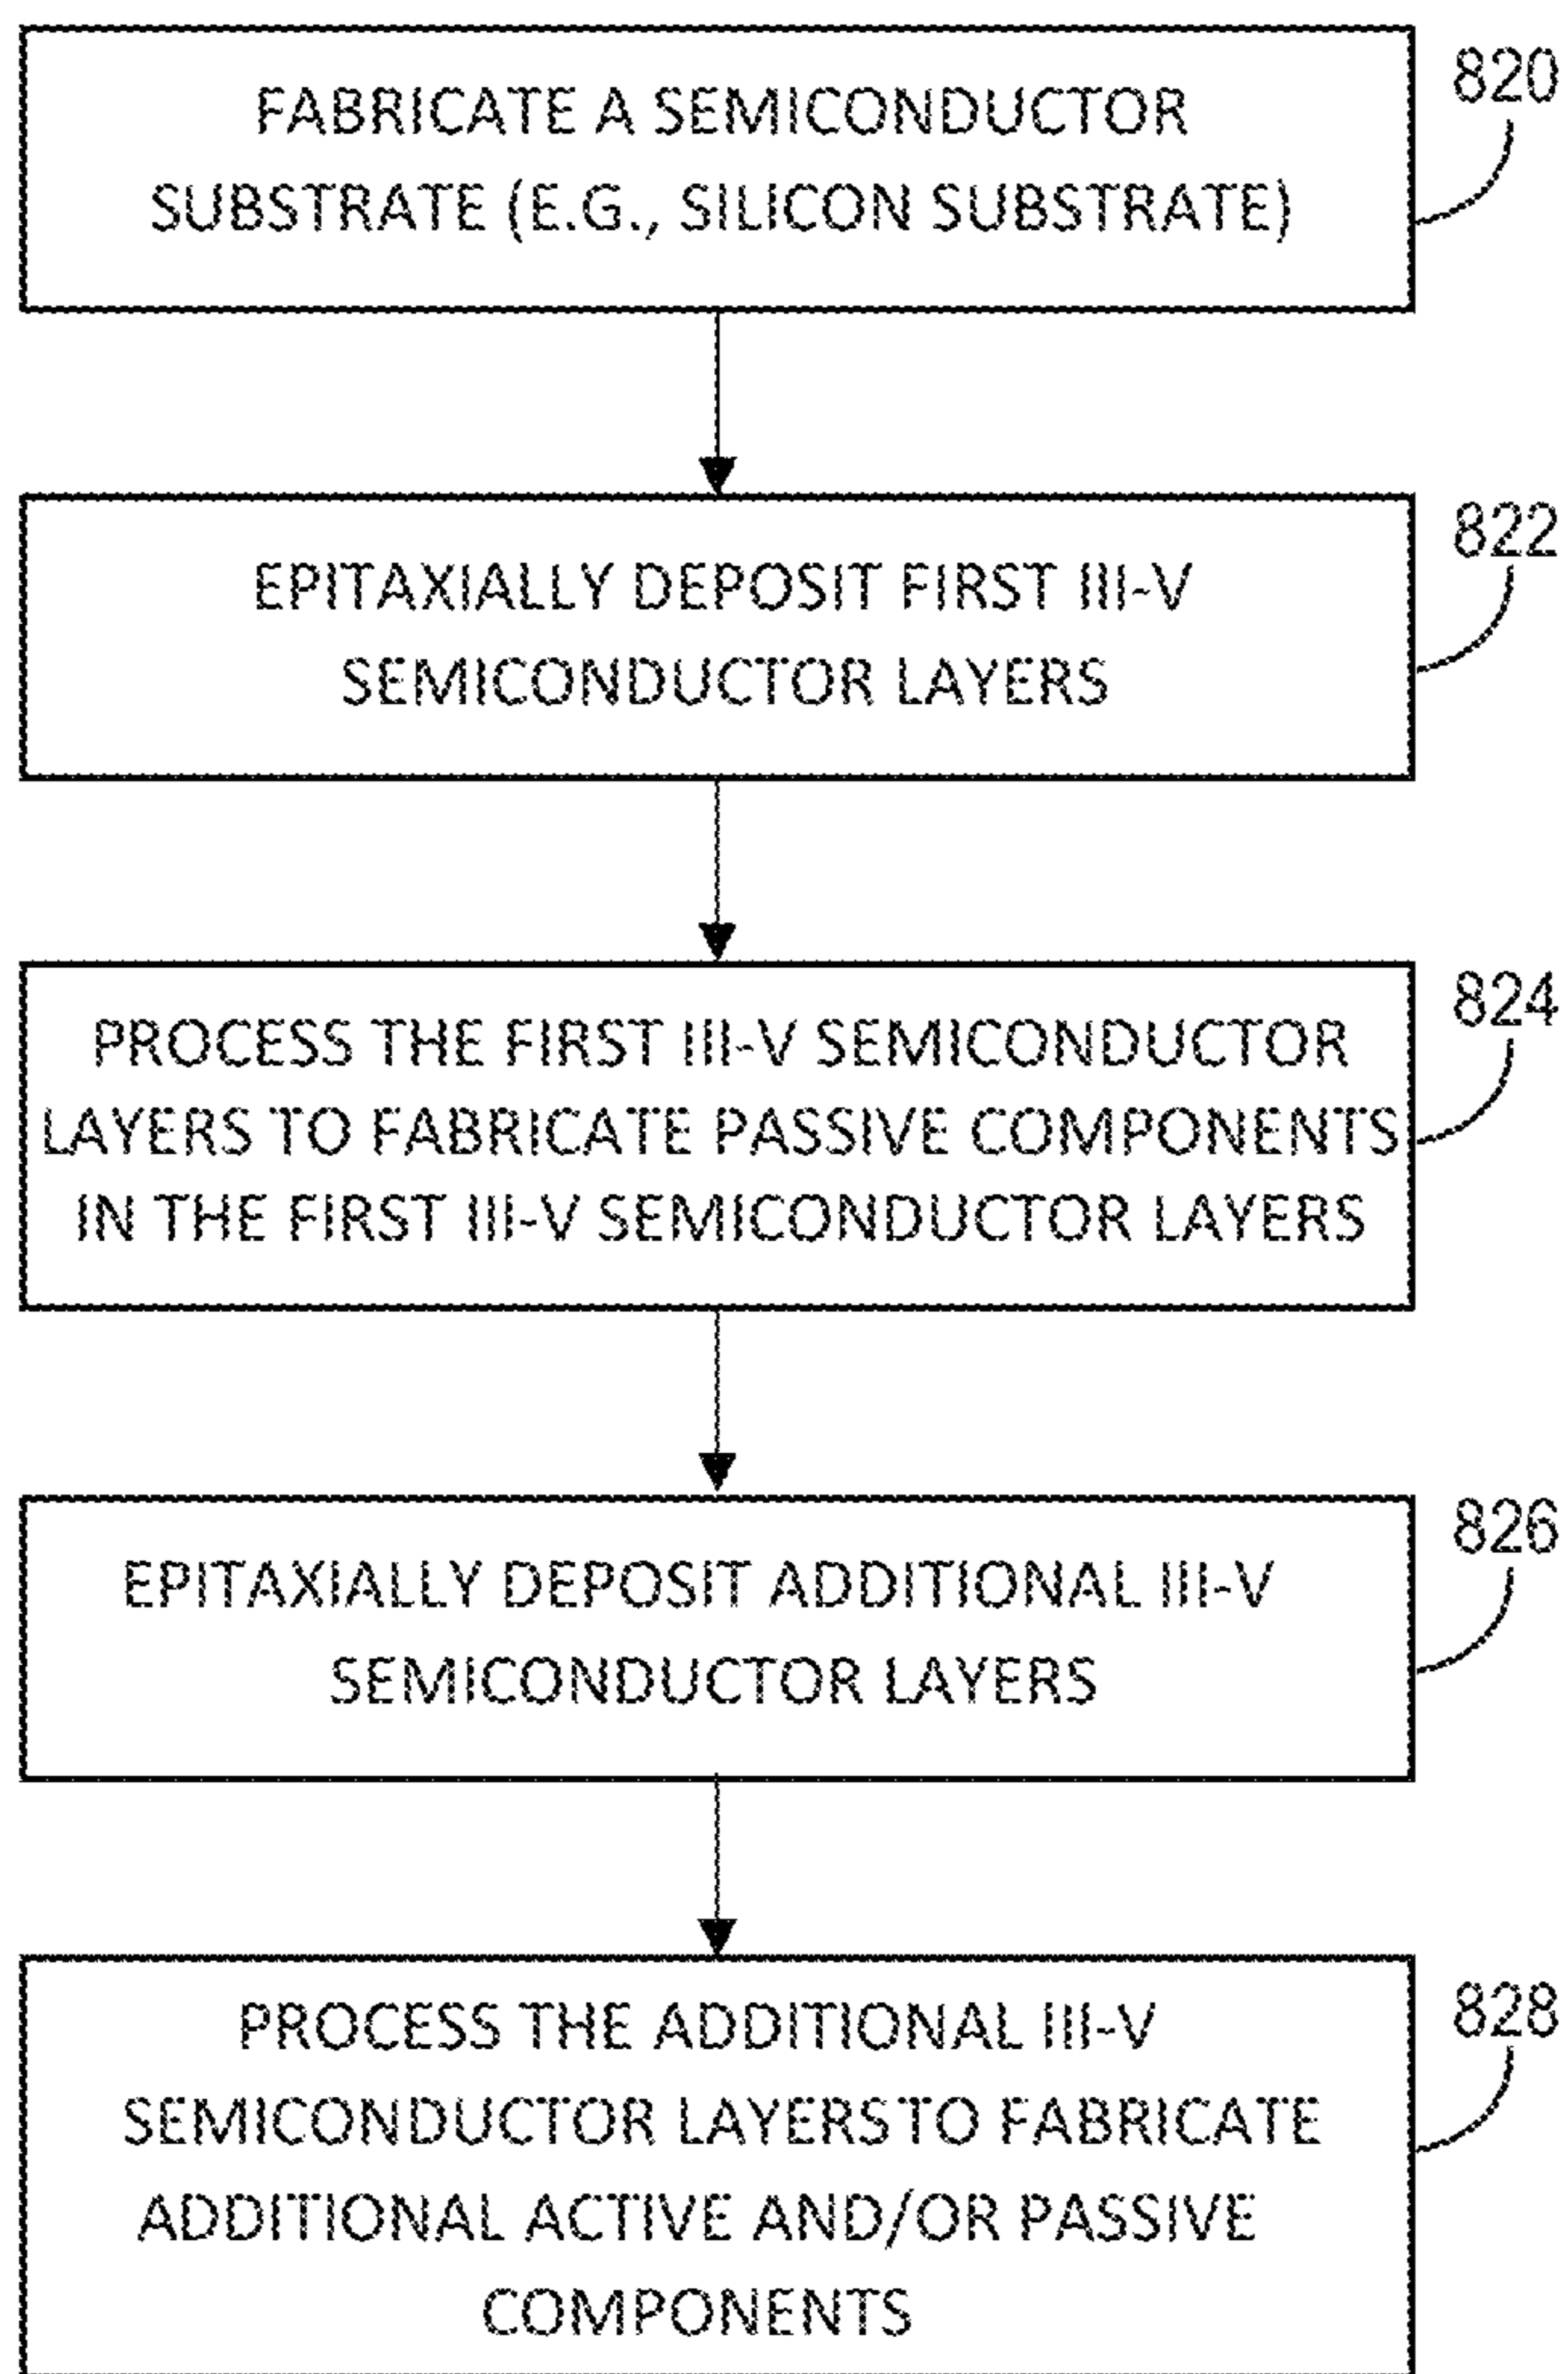 820
FABRICATE A SEMICONDUCTOR
SUBSTRATE (E.G., SILICON SUBSTRATE)
822
EPITAXIALLY DEPOSIT FIRST III-V
SEMICONDUCTOR LAYERS
824
PROCESS THE FIRST III-V SEMICONDUCTOR
LAYERS TO FABRICATE PASSIVE COMPONENTS
IN THE FIRST III-V SEMICONDUCTOR LAYERS
826
EPITAXIALLY DEPOSIT ADDITIONAL III-V
SEMICONDUCTOR LAYERS
828
PROCESS THE ADDITIONAL III-V
SEMICONDUCTOR LAYERS TO FABRICATE
ADDITIONAL ACTIVE AND/OR PASSIVE
COMPONENTS